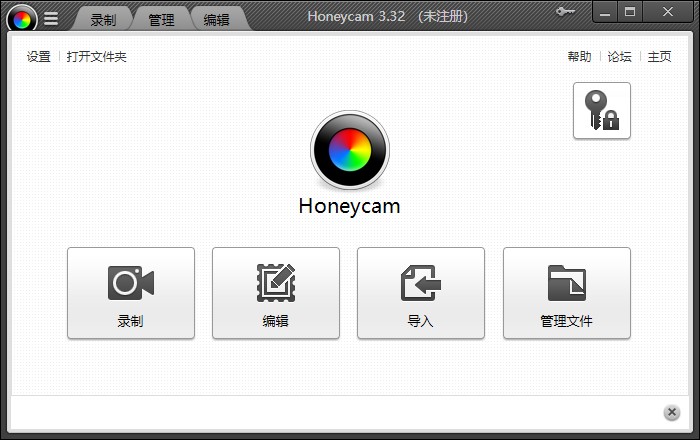 录制 管理 编辑 Honeycam 3.32 (未注册)
设置 打开文件夹 帮助 论坛 主页
Honeycam
录制 编辑 导入 管理文件